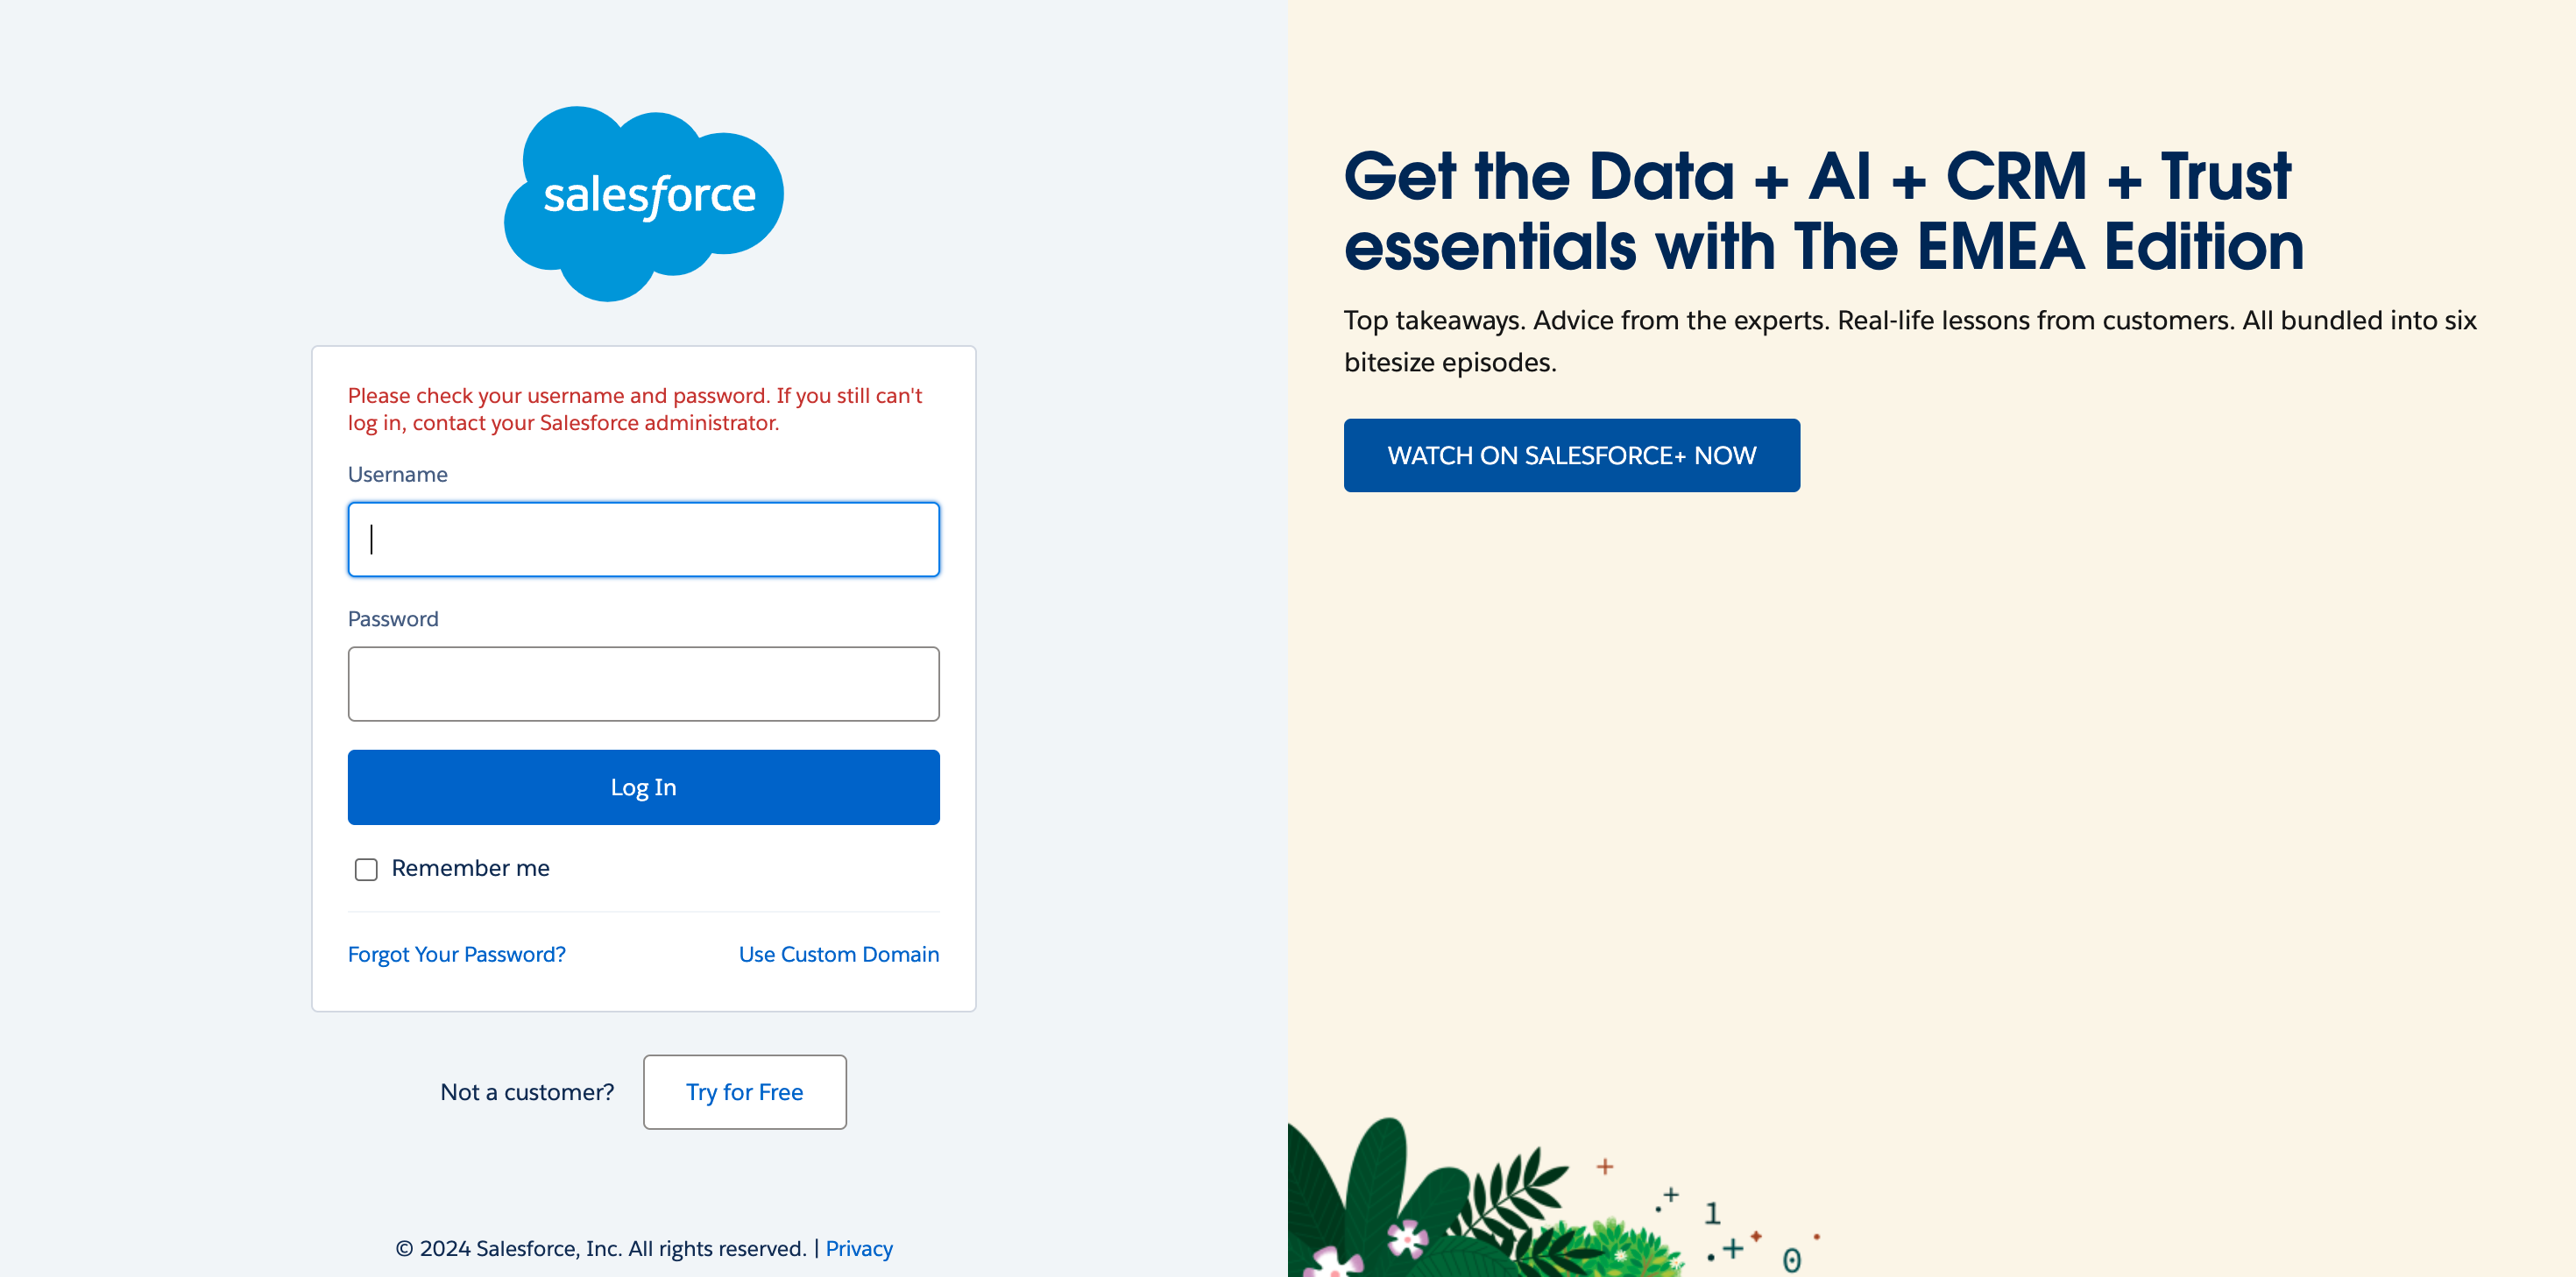 salesforce
Please check your username and password. If you still can't
log in, contact your Salesforce administrator.
Username
Password
Log In
Remember me
Forgot Your Password?
Use Custom Domain
Not a customer?
Try for Free
© 2024 Salesforce, Inc. All rights reserved. | Privacy
Get the Data + AI + CRM + Trust
essentials with The EMEA Edition
Top takeaways. Advice from the experts. Real-life lessons from customers. All bundled into six
bitesize episodes.
WATCH ON SALESFORCE+ NOW
1
0